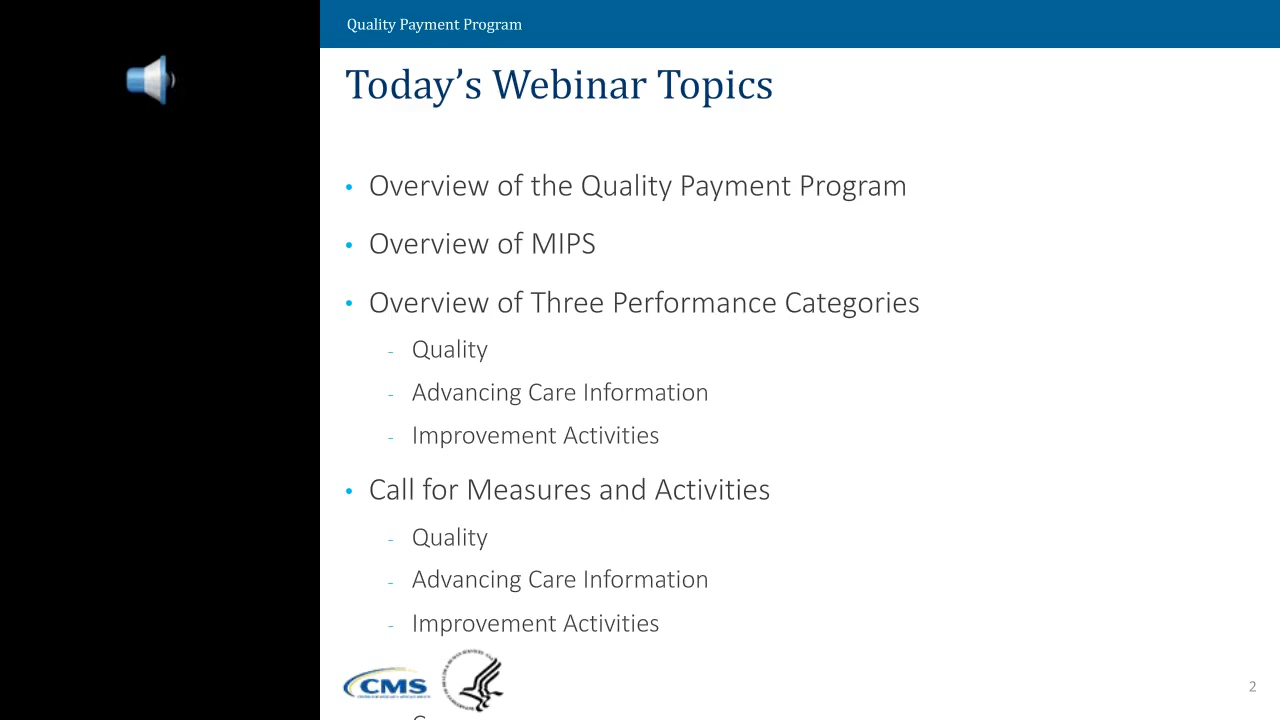 Quality Payment Program
Today’s Webinar Topics
• Overview of the Quality Payment Program
• Overview of MIPS
• Overview of Three Performance Categories
- Quality
- Advancing Care Information
- Improvement Activities
• Call for Measures and Activities
- Quality
- Advancing Care Information
- Improvement Activities
CMS
2